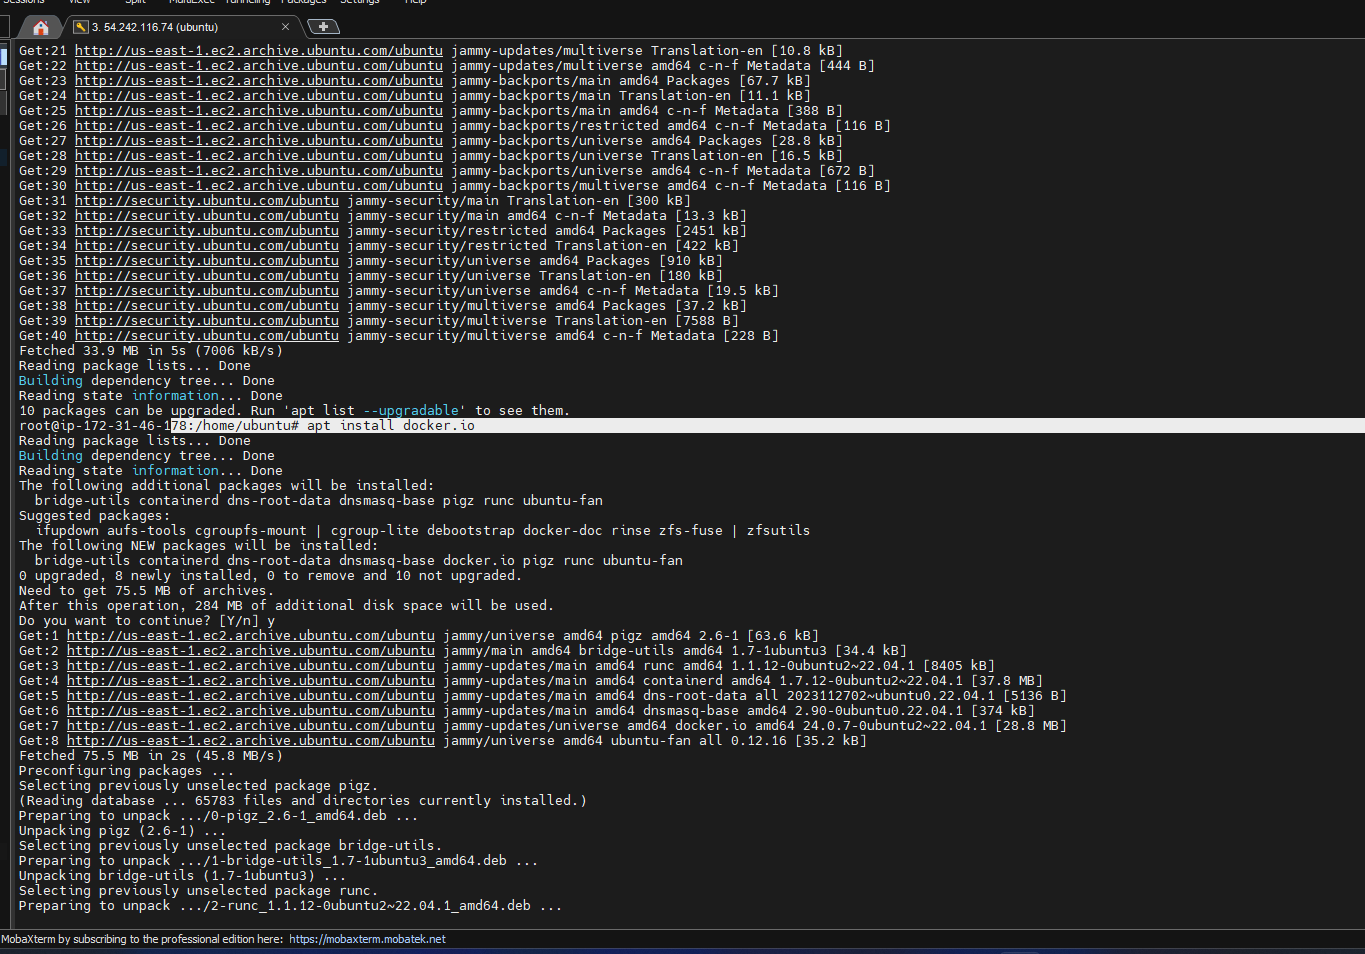 Sessions View Split MultiExec Tunneling Packages Settings Help
3. 54.242.116.74 (ubuntu)
Get:21 http://us-east-1.ec2.archive.ubuntu.com/ubuntu jammy-updates/multiverse Translation-en [10.8 kB]
Get:22 http://us-east-1.ec2.archive.ubuntu.com/ubuntu jammy-updates/multiverse amd64 c-n-f Metadata [444 B]
Get:23 http://us-east-1.ec2.archive.ubuntu.com/ubuntu jammy-backports/main amd64 Packages [67.7 kB]
Get:24 http://us-east-1.ec2.archive.ubuntu.com/ubuntu jammy-backports/main Translation-en [11.1 kB]
Get:25 http://us-east-1.ec2.archive.ubuntu.com/ubuntu jammy-backports/main amd64 c-n-f Metadata [388 B]
Get:26 http://us-east-1.ec2.archive.ubuntu.com/ubuntu jammy-backports/restricted amd64 c-n-f Metadata [116 B]
Get:27 http://us-east-1.ec2.archive.ubuntu.com/ubuntu jammy-backports/universe amd64 Packages [28.8 kB]
Get:28 http://us-east-1.ec2.archive.ubuntu.com/ubuntu jammy-backports/universe Translation-en [16.5 kB]
Get:29 http://us-east-1.ec2.archive.ubuntu.com/ubuntu jammy-backports/universe amd64 c-n-f Metadata [672 B]
Get:30 http://us-east-1.ec2.archive.ubuntu.com/ubuntu jammy-backports/multiverse amd64 c-n-f Metadata [116 B]
Get:31 http://security.ubuntu.com/ubuntu jammy-security/main Translation-en [300 kB]
Get:32 http://security.ubuntu.com/ubuntu jammy-security/main amd64 c-n-f Metadata [13.3 kB]
Get:33 http://security.ubuntu.com/ubuntu jammy-security/restricted amd64 Packages [2451 kB]
Get:34 http://security.ubuntu.com/ubuntu jammy-security/restricted Translation-en [422 kB]
Get:35 http://security.ubuntu.com/ubuntu jammy-security/universe amd64 Packages [910 kB]
Get:36 http://security.ubuntu.com/ubuntu jammy-security/universe Translation-en [180 kB]
Get:37 http://security.ubuntu.com/ubuntu jammy-security/universe amd64 c-n-f Metadata [19.5 kB]
Get:38 http://security.ubuntu.com/ubuntu jammy-security/multiverse amd64 Packages [37.2 kB]
Get:39 http://security.ubuntu.com/ubuntu jammy-security/multiverse Translation-en [7588 B]
Get:40 http://security.ubuntu.com/ubuntu jammy-security/multiverse amd64 c-n-f Metadata [228 B]
Fetched 33.9 MB in 5s (7006 kB/s)
Reading package lists... Done
Building dependency tree... Done
Reading state information... Done
10 packages can be upgraded. Run 'apt list --upgradable' to see them.
root@ip-172-31-46-178:/home/ubuntu# apt install docker.io
Reading package lists... Done
Building dependency tree... Done
Reading state information... Done
The following additional packages will be installed:
  bridge-utils containerd dns-root-data dnsmasq-base pigz runc ubuntu-fan
Suggested packages:
  ifupdown aufs-tools cgroupfs-mount | cgroup-lite debootstrap docker-doc rinse zfs-fuse | zfsutils
The following NEW packages will be installed:
  bridge-utils containerd dns-root-data dnsmasq-base docker.io pigz runc ubuntu-fan
0 upgraded, 8 newly installed, 0 to remove and 10 not upgraded.
Need to get 75.5 MB of archives.
After this operation, 284 MB of additional disk space will be used.
Do you want to continue? [Y/n] y
Get:1 http://us-east-1.ec2.archive.ubuntu.com/ubuntu jammy/universe amd64 pigz amd64 2.6-1 [63.6 kB]
Get:2 http://us-east-1.ec2.archive.ubuntu.com/ubuntu jammy/main amd64 bridge-utils amd64 1.7-1ubuntu3 [34.4 kB]
Get:3 http://us-east-1.ec2.archive.ubuntu.com/ubuntu jammy-updates/main amd64 runc amd64 1.1.12-0ubuntu2~22.04.1 [8405 kB]
Get:4 http://us-east-1.ec2.archive.ubuntu.com/ubuntu jammy-updates/main amd64 containerd amd64 1.7.12-0ubuntu2~22.04.1 [37.8 MB]
Get:5 http://us-east-1.ec2.archive.ubuntu.com/ubuntu jammy-updates/main amd64 dns-root-data all 2023112702~ubuntu0.22.04.1 [5136 B]
Get:6 http://us-east-1.ec2.archive.ubuntu.com/ubuntu jammy-updates/main amd64 dnsmasq-base amd64 2.90-0ubuntu0.22.04.1 [374 kB]
Get:7 http://us-east-1.ec2.archive.ubuntu.com/ubuntu jammy-updates/universe amd64 docker.io amd64 24.0.7-0ubuntu2~22.04.1 [28.8 MB]
Get:8 http://us-east-1.ec2.archive.ubuntu.com/ubuntu jammy/universe amd64 ubuntu-fan all 0.12.16 [35.2 kB]
Fetched 75.5 MB in 2s (45.8 MB/s)
Preconfiguring packages ...
Selecting previously unselected package pigz.
(Reading database ... 65783 files and directories currently installed.)
Preparing to unpack .../0-pigz_2.6-1_amd64.deb ...
Unpacking pigz (2.6-1) ...
Selecting previously unselected package bridge-utils.
Preparing to unpack .../1-bridge-utils_1.7-1ubuntu3_amd64.deb ...
Unpacking bridge-utils (1.7-1ubuntu3) ...
Selecting previously unselected package runc.
Preparing to unpack .../2-runc_1.1.12-0ubuntu2~22.04.1_amd64.deb ...
MobaXterm by subscribing to the professional edition here: https://mobaxterm.mobatek.net